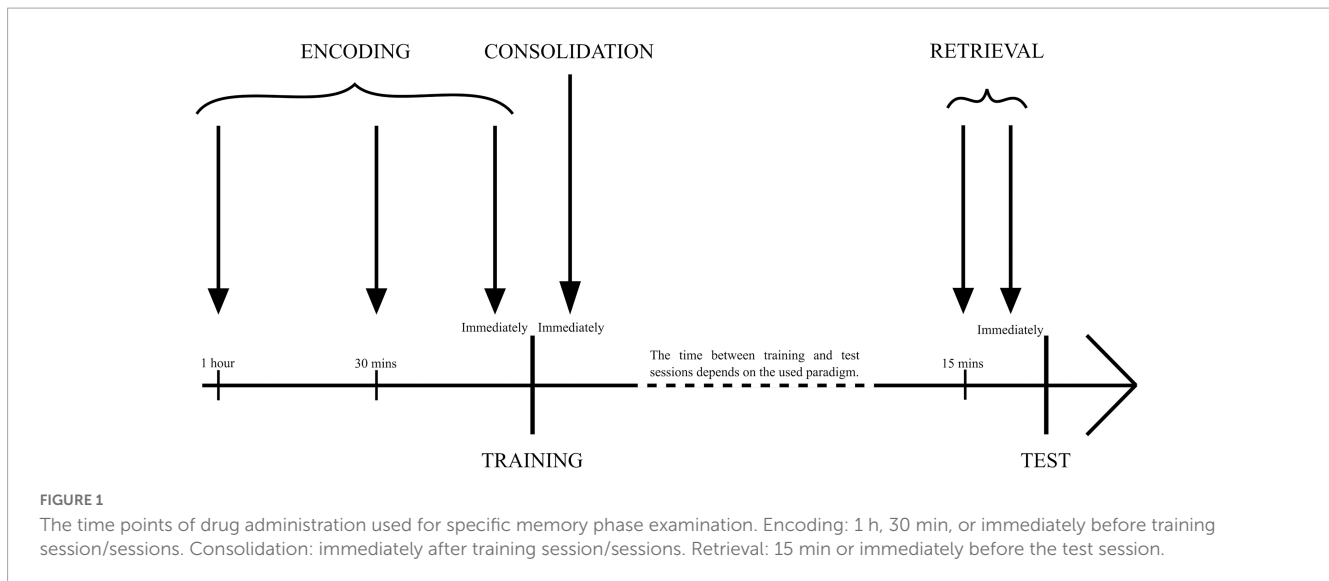 ENCODING CONSOLIDATION RETRIEVAL
Immediately Immediately Immediately
1 hour 30 mins 15 mins
The time between training and test
sessions depends on the used paradigm.
TRAINING TEST
FIGURE 1
The time points of drug administration used for specific memory phase examination. Encoding: 1 h, 30 min, or immediately before training
session/sessions. Consolidation: immediately after training session/sessions. Retrieval: 15 min or immediately before the test session.